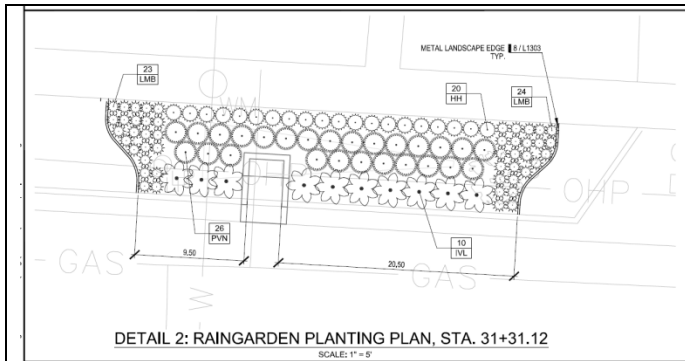 METAL LANDSCAPE EDGE B / L1303
TYP.
23
LMB
20
HH
24
LMB
WM
OHP
26
PVN
10
IVL
9.50
20.50
GAS
GAS
W
DETAIL 2: RAINGARDEN PLANTING PLAN, STA. 31+31.12
SCALE: 1" = 5'